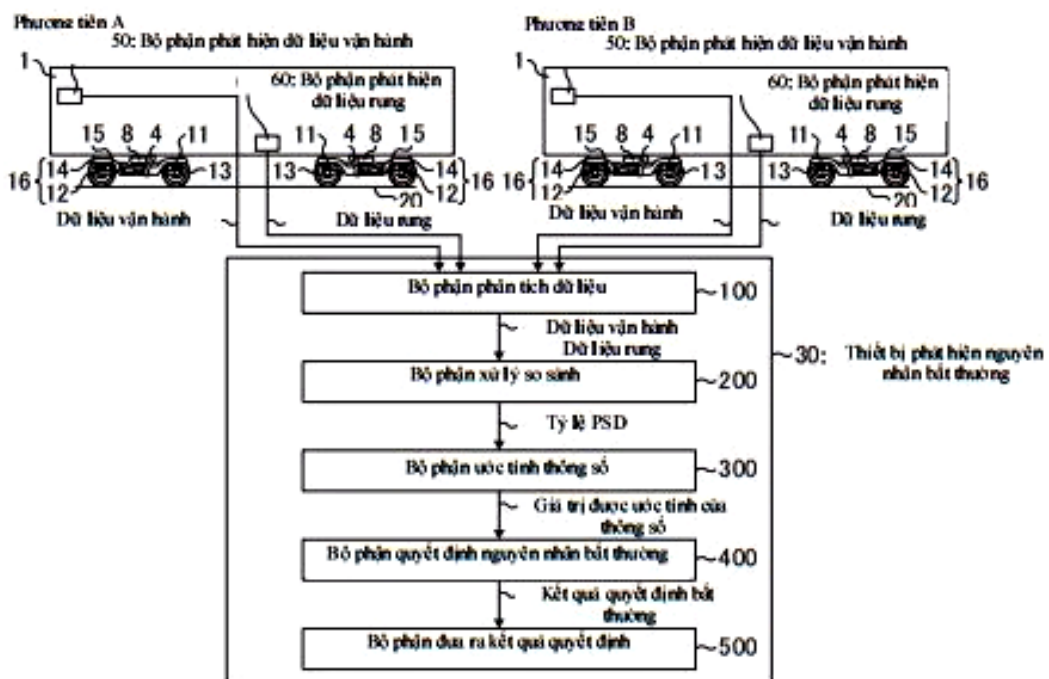 Phương tiện A
50: Bộ phận phát hiện dữ liệu vận hành
1
60: Bộ phận phát hiện
dữ liệu rung
15 8 4 11
11 4 8 15
16 14 12 13
13 14 12 16
20
Dữ liệu vận hành
Dữ liệu rung
Phương tiện B
50: Bộ phận phát hiện dữ liệu vận hành
1
60: Bộ phận phát hiện
dữ liệu rung
15 8 4 11
11 4 8 15
16 14 12 13
13 14 12 16
20
Dữ liệu vận hành
Dữ liệu rung
Bộ phận phân tích dữ liệu
100
Dữ liệu vận hành
Dữ liệu rung
Bộ phận xử lý so sánh
200
Tỷ lệ PSD
Bộ phận ước tính thông số
300
Giá trị được ước tính của
thông số
Bộ phận quyết định nguyên nhân bất thường
400
Kết quả quyết định bất
thường
Bộ phận đưa ra kết quả quyết định
500
30: Thiết bị phát hiện nguyên
nhân bất thường